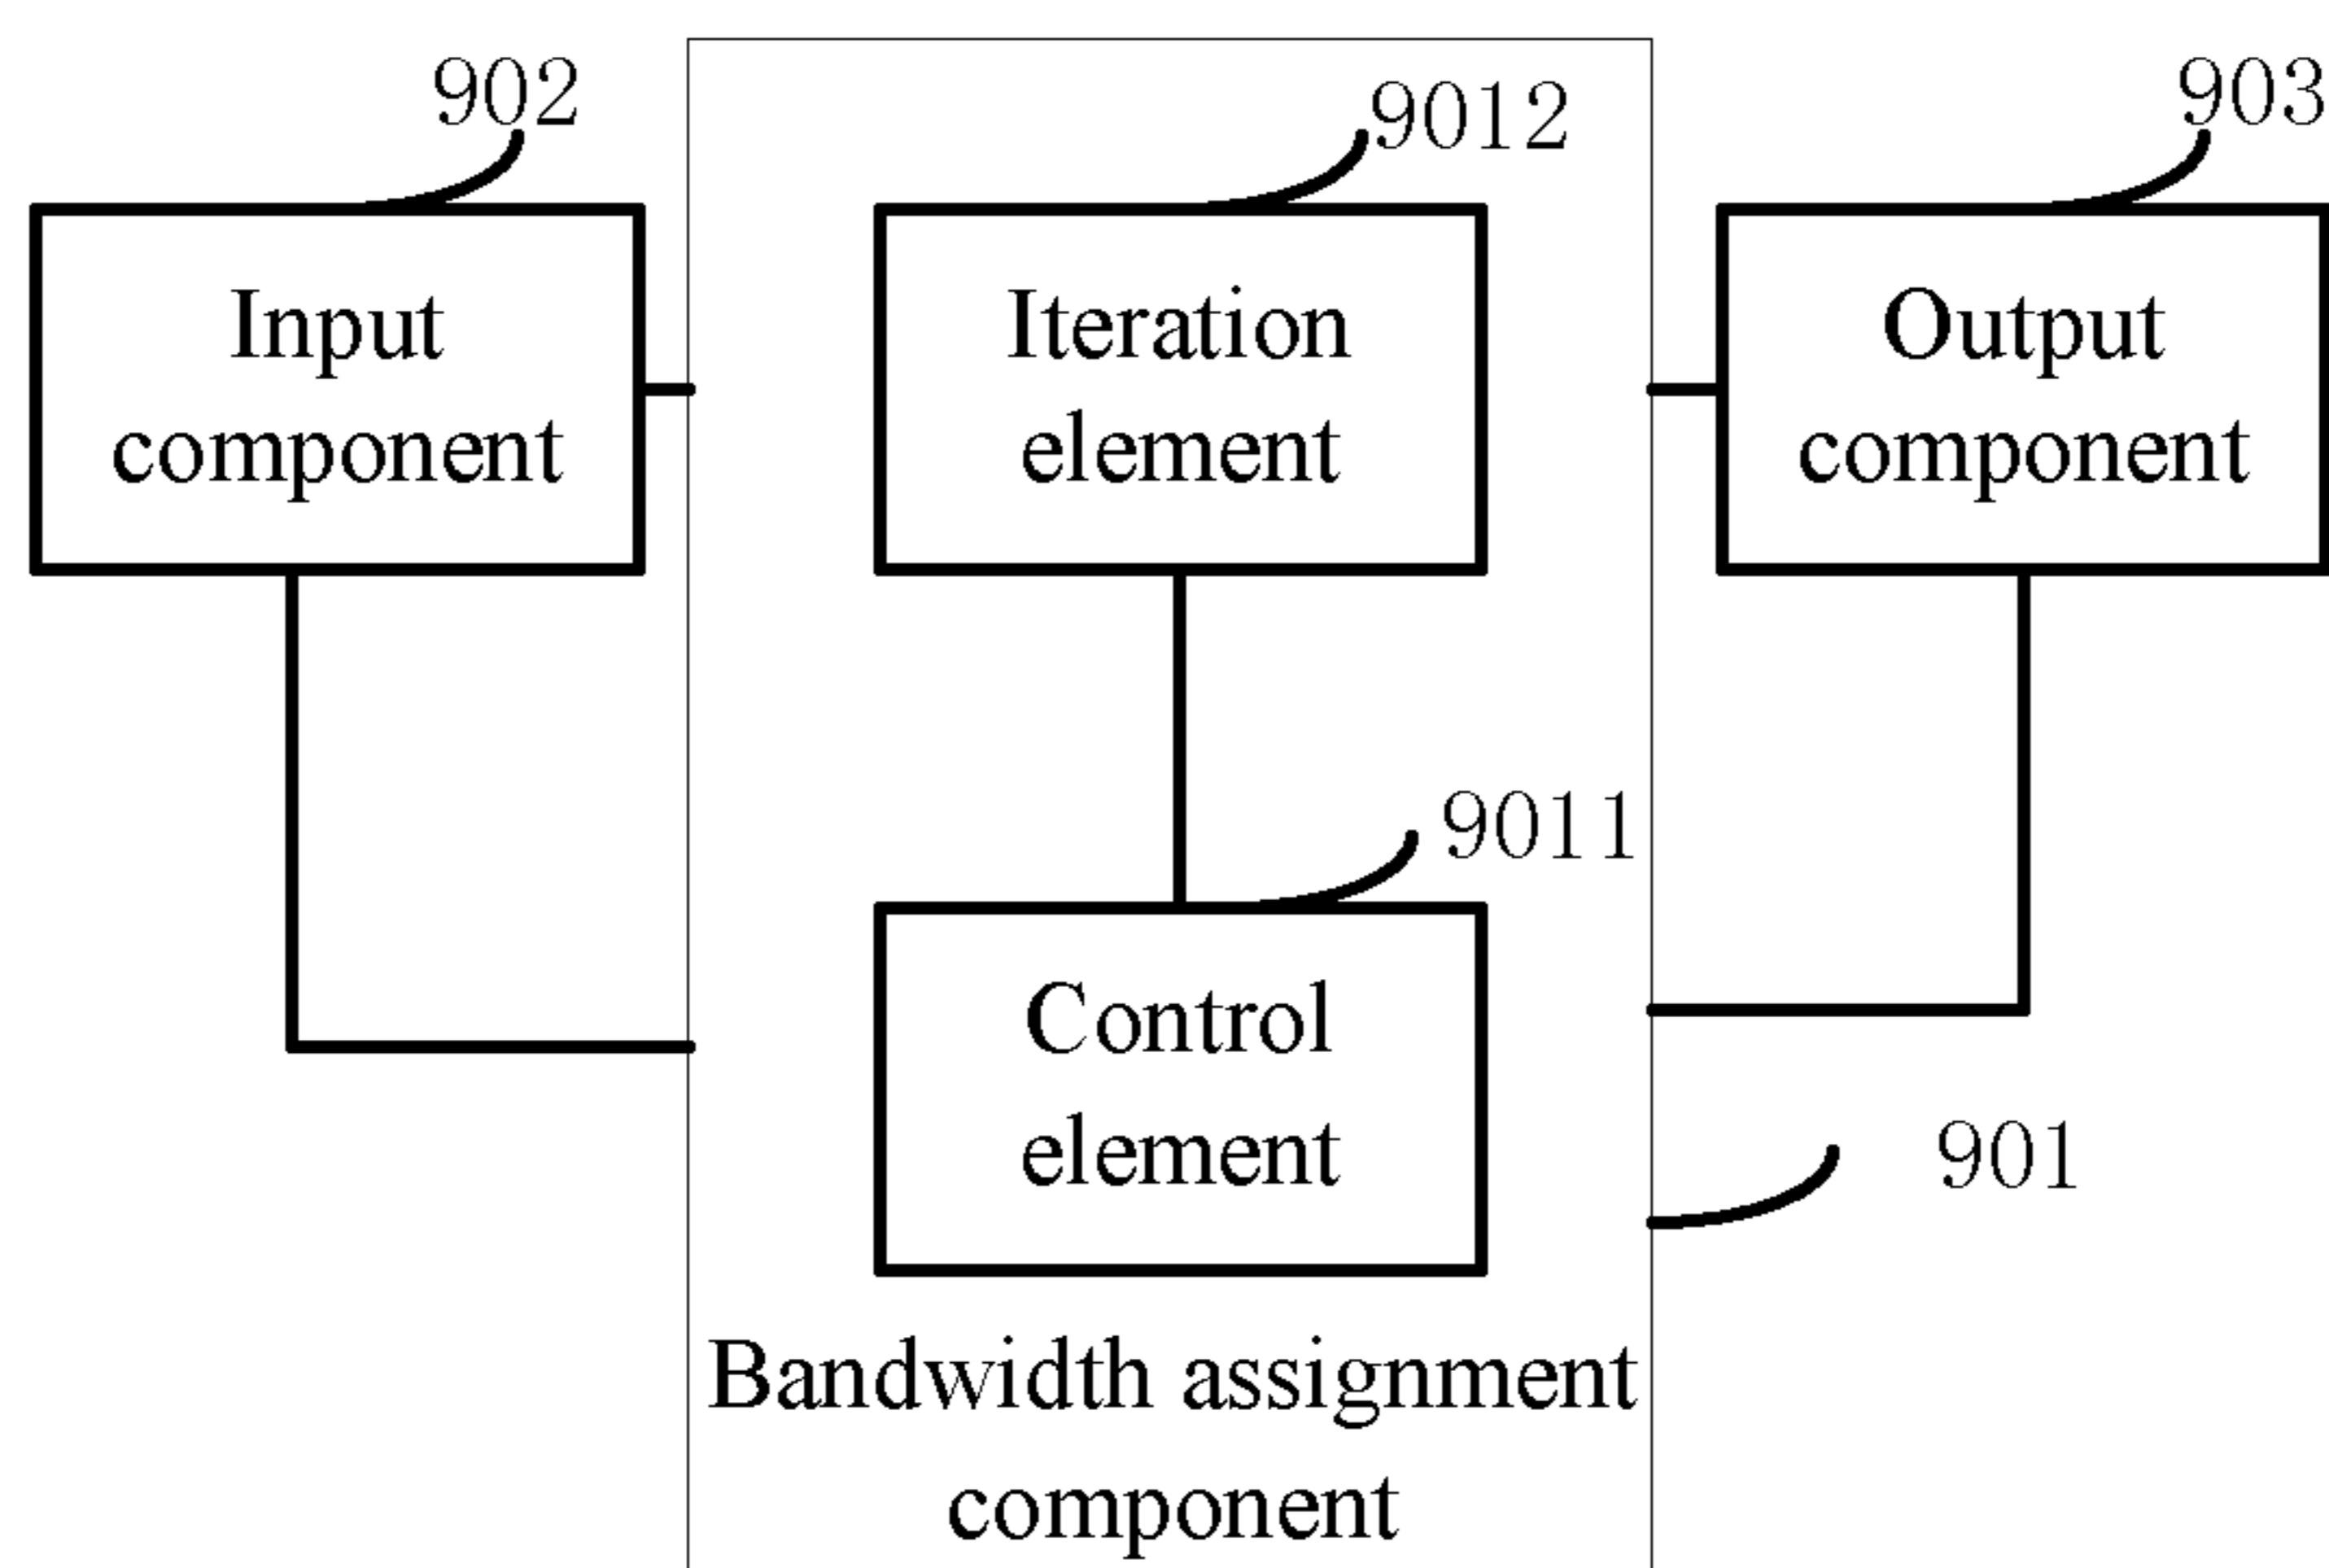 902
9012
903
Input
component
Iteration
element
Output
component
9011
Control
element
901
Bandwidth assignment
component